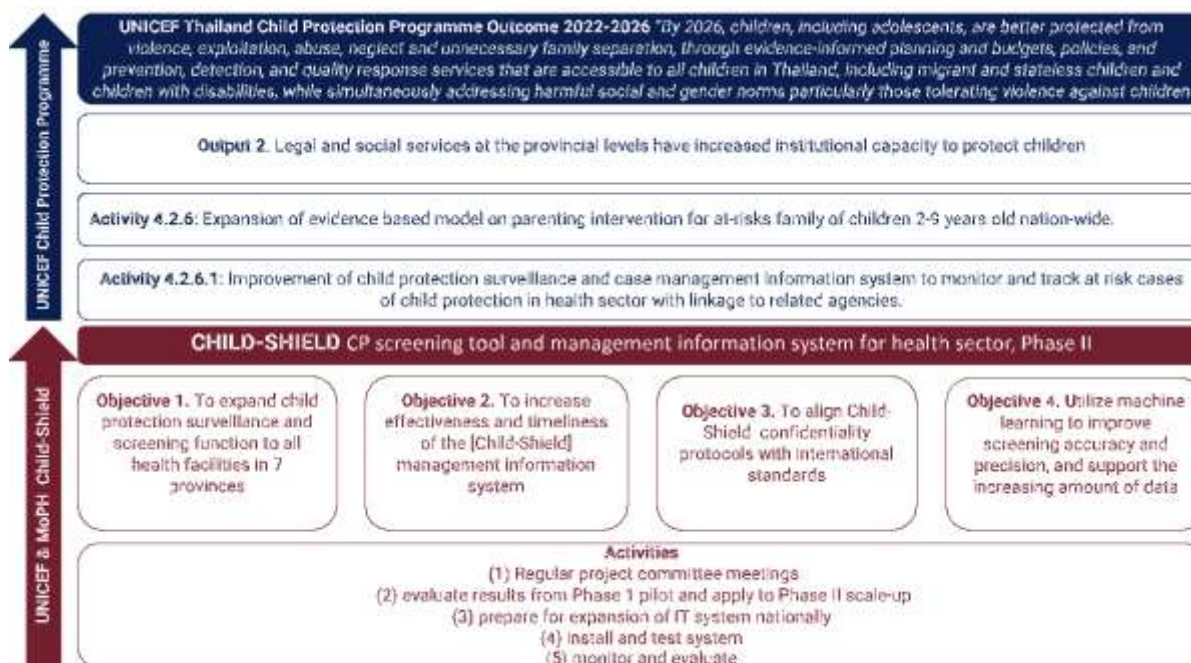 UNICEF Thailand Child Protection Programme Outcome 2022-2026 "By 2026, children, including adolescents, are better protected from
violence, exploitation, abuse, neglect and unnecessary family separation, through evidence-informed planning and budgets, policies, and
prevention, detection, and quality response services that are accessible to all children in Thailand, including migrant and stateless children and
children with disabilities, while simultaneously addressing harmful social and gender norms particularly those tolerating violence against children
UNICEF Child Protection Programme
Output 2. Legal and social services at the provincial levels have increased institutional capacity to protect children
Activity 4.2.6: Expansion of evidence based model on parenting intervention for at-risks family of children 2-9 years old nation-wide.
Activity 4.2.6.1: Improvement of child protection surveillance and case management information system to monitor and track at risk cases
of child protection in health sector with linkage to related agencies.
CHILD-SHIELD CP screening tool and management information system for health sector, Phase II
UNICEF & MoPH Child-Shield
Objective 1. To expand child
protection surveillance and
screening function to all
health facilities in 7
provinces
Objective 2. To increase
effectiveness and timeliness
of the [Child-Shield]
management information
system
Objective 3. To align Child-
Shield confidentiality
protocols with international
standards
Objective 4. Utilize machine
learning to improve
screening accuracy and
precision, and support the
increasing amount of data
Activities
(1) Regular project committee meetings
(2) evaluate results from Phase 1 pilot and apply to Phase II scale-up
(3) prepare for expansion of IT system nationally
(4) Install and test system
(5) monitor and evaluate